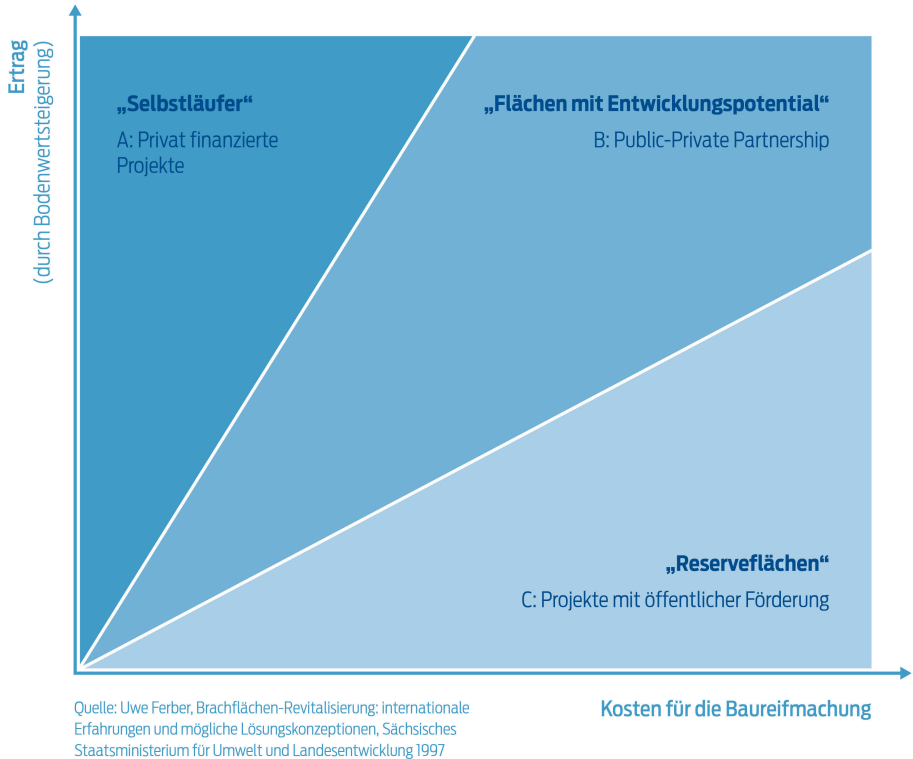 Ertrag
(durch Bodenwertsteigerung)
„Selbstläufer“
A: Privat finanzierte
Projekte
„Flächen mit Entwicklungspotential“
B: Public-Private Partnership
„Reserveflächen“
C: Projekte mit öffentlicher Förderung
Kosten für die Baureifmachung
Quelle: Uwe Ferber, Brachflächen-Revitalisierung: internationale
Erfahrungen und mögliche Lösungskonzeptionen, Sächsisches
Staatsministerium für Umwelt und Landesentwicklung 1997